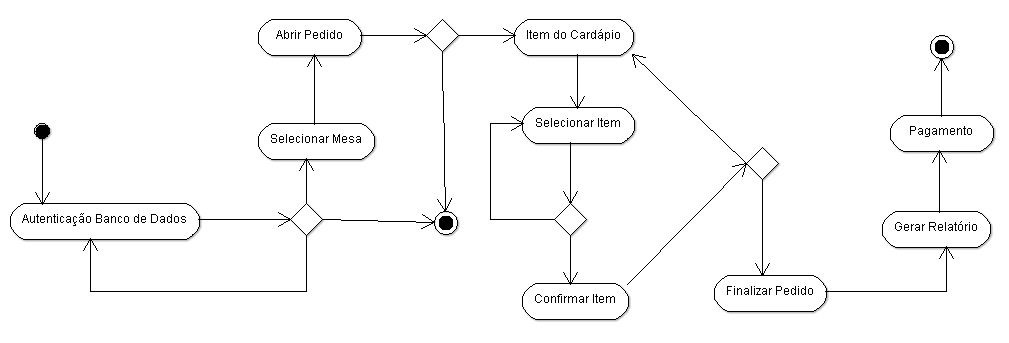 Abrir Pedido
Item do Cardápio
Selecionar Item
Pagamento
Selecionar Mesa
Autenticação Banco de Dados
Gerar Relatório
Confirmar Item
Finalizar Pedido